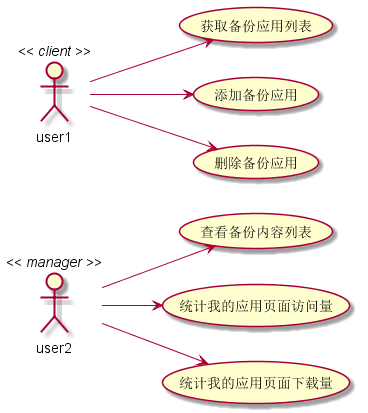 获取备份应用列表
<< client >>
添加备份应用
user1
删除备份应用
查看备份内容列表
<< manager >>
统计我的应用页面访问量
user2
统计我的应用页面下载量